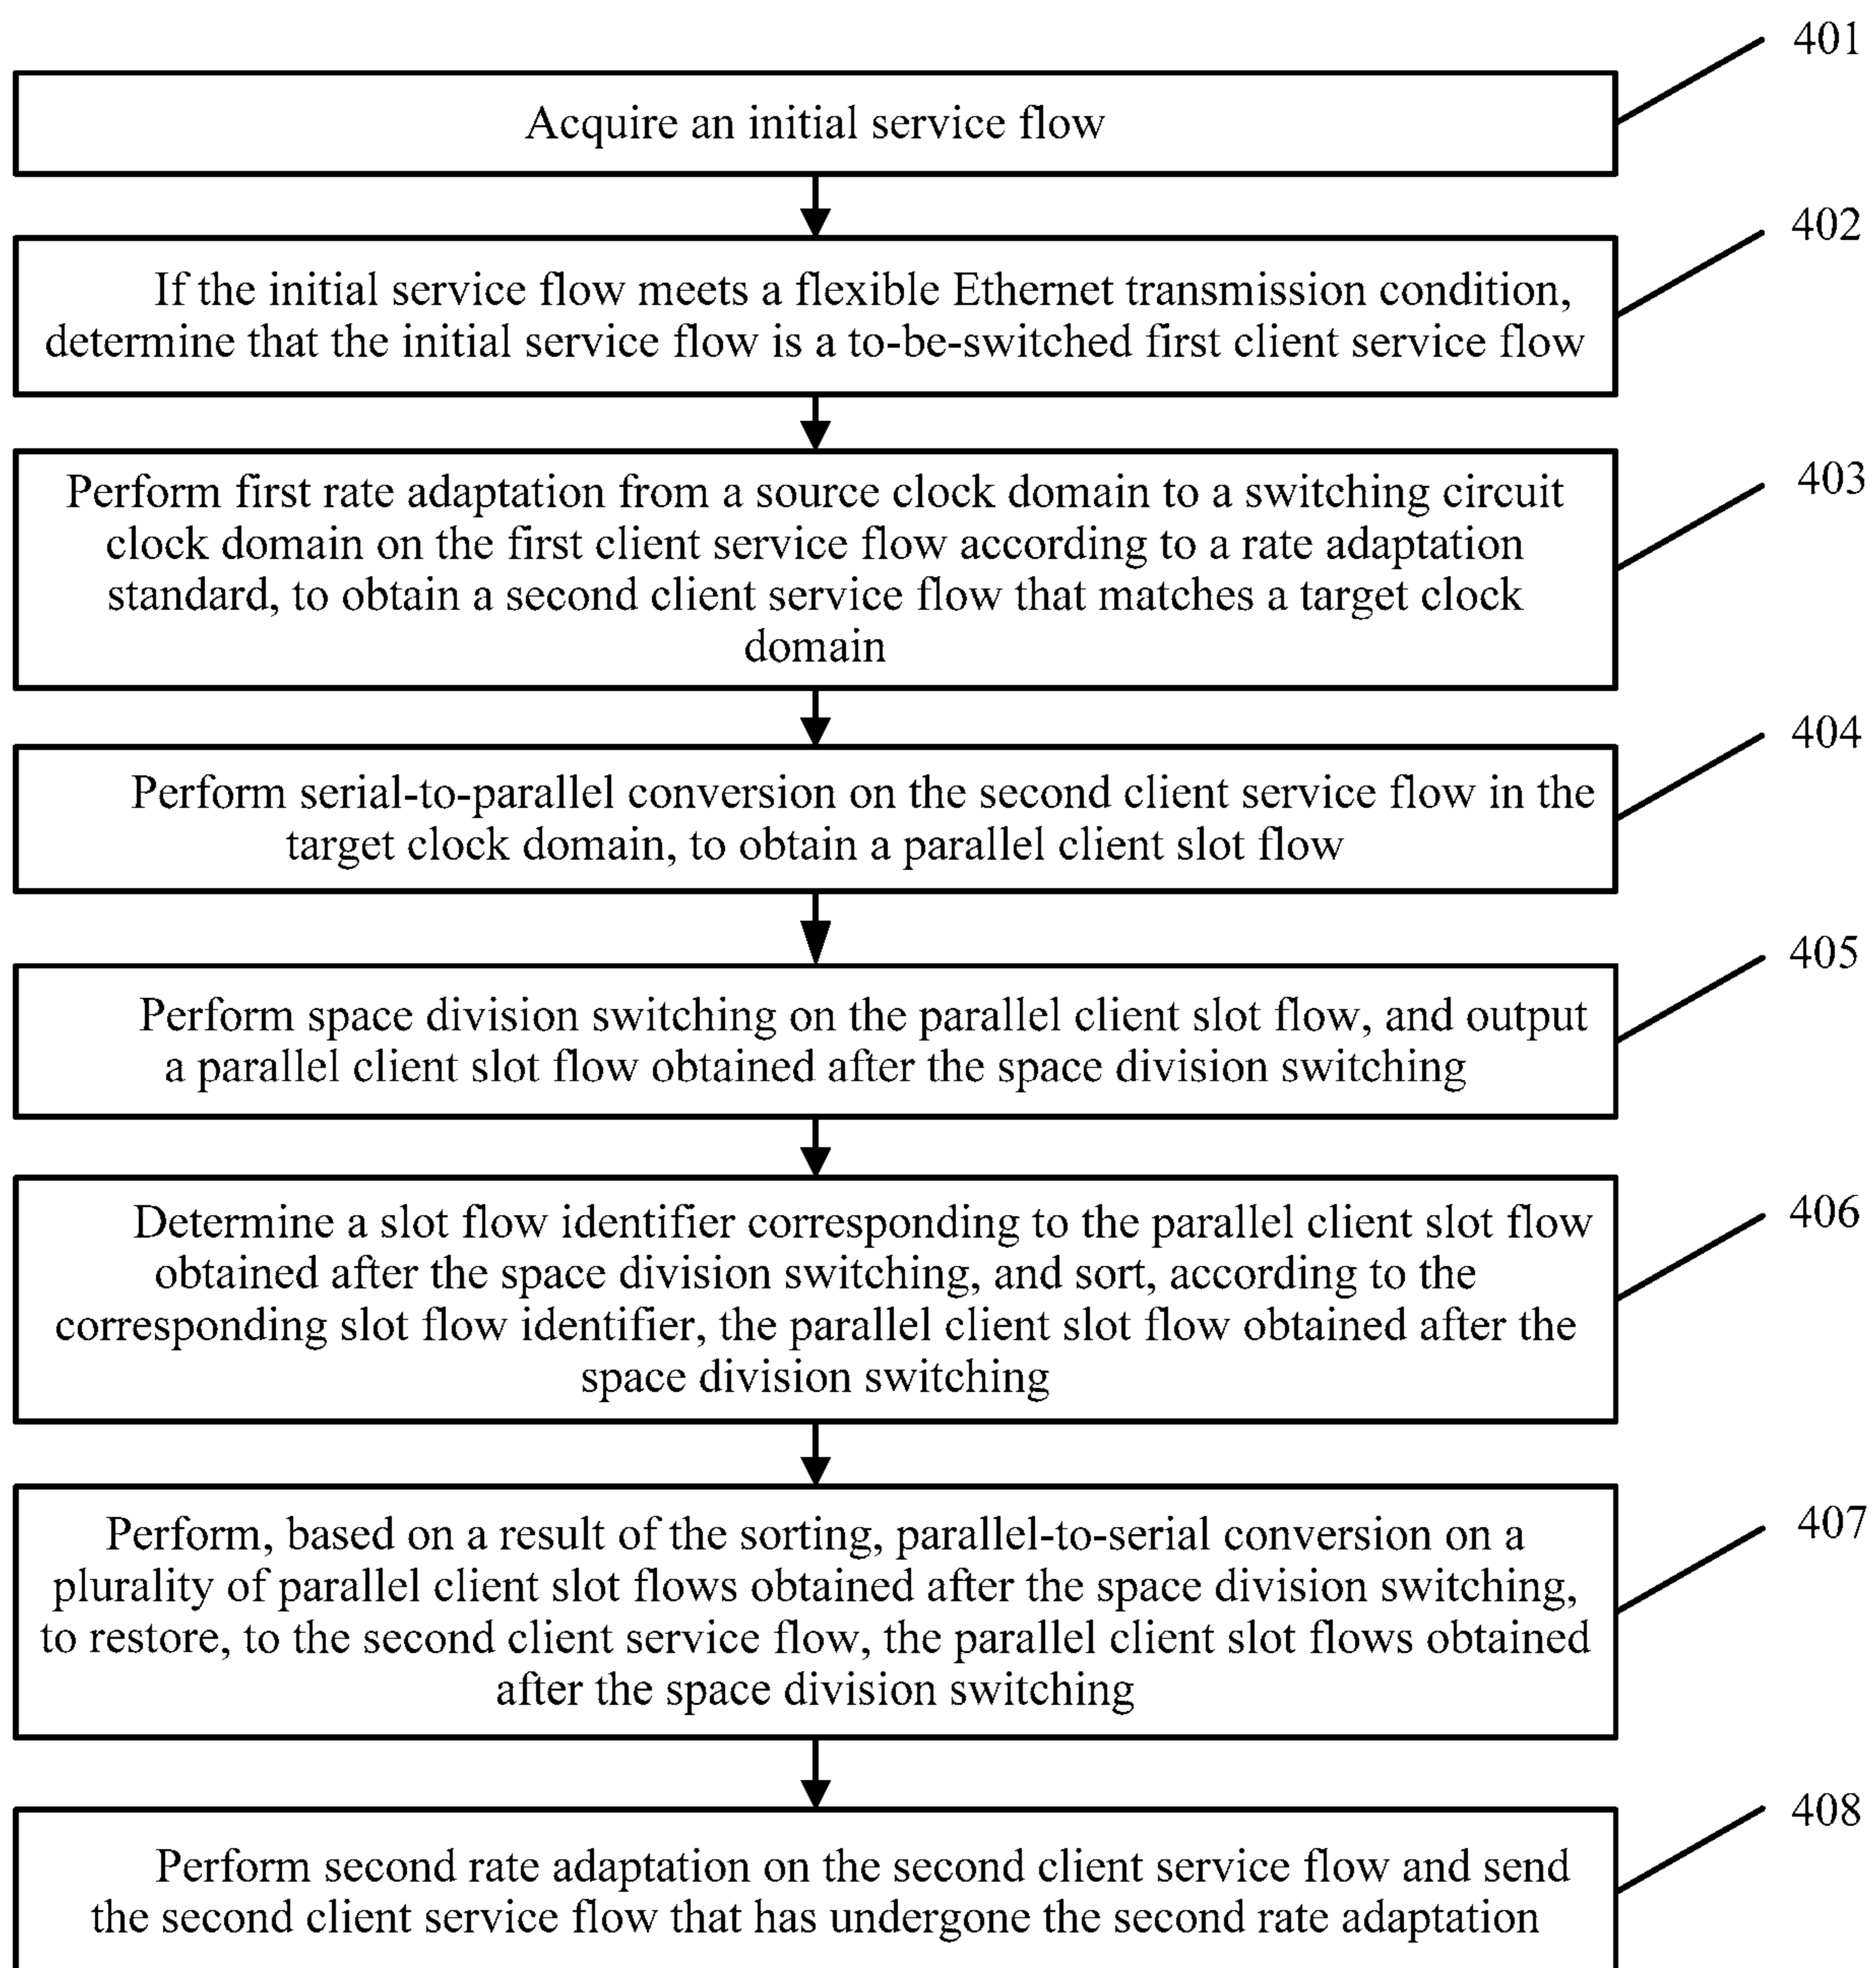 401
Acquire an initial service flow
402
If the initial service flow meets a flexible Ethernet transmission condition,
determine that the initial service flow is a to-be-switched first client service flow
403
Perform first rate adaptation from a source clock domain to a switching circuit
clock domain on the first client service flow according to a rate adaptation
standard, to obtain a second client service flow that matches a target clock
domain
404
Perform serial-to-parallel conversion on the second client service flow in the
target clock domain, to obtain a parallel client slot flow
405
Perform space division switching on the parallel client slot flow, and output
a parallel client slot flow obtained after the space division switching
406
Determine a slot flow identifier corresponding to the parallel client slot flow
obtained after the space division switching, and sort, according to the
corresponding slot flow identifier, the parallel client slot flow obtained after the
space division switching
407
Perform, based on a result of the sorting, parallel-to-serial conversion on a
plurality of parallel client slot flows obtained after the space division switching,
to restore, to the second client service flow, the parallel client slot flows obtained
after the space division switching
408
Perform second rate adaptation on the second client service flow and send
the second client service flow that has undergone the second rate adaptation